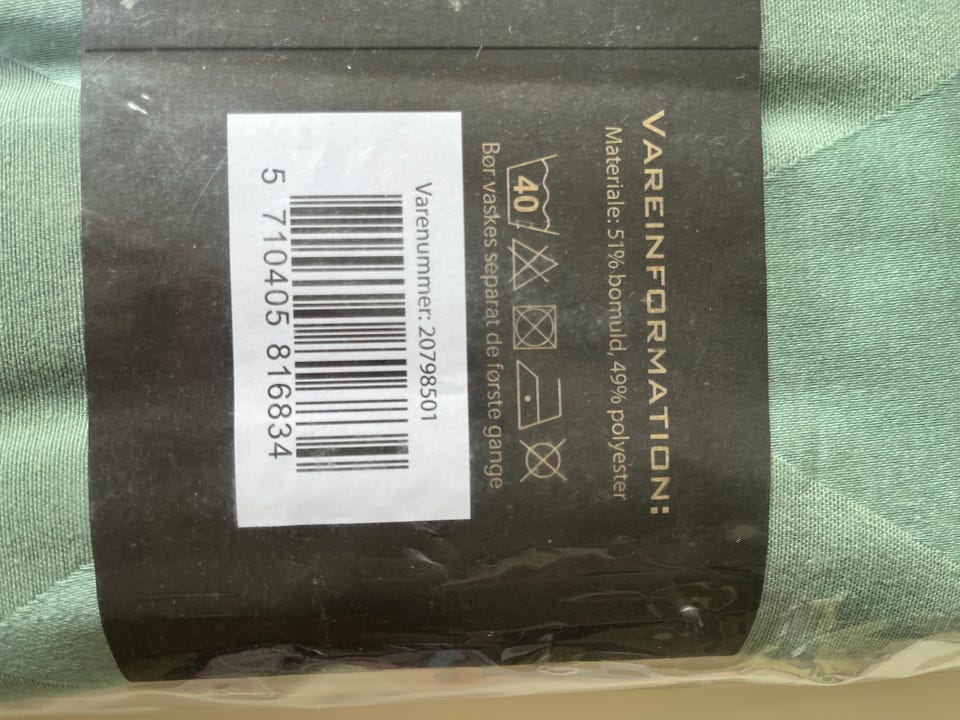 VAREINFORMATION:
Materiale: 51% bomuld, 49% polyester
40
Bør vaskes separat de første gange
Varenummer: 20798501
5 710405 816834